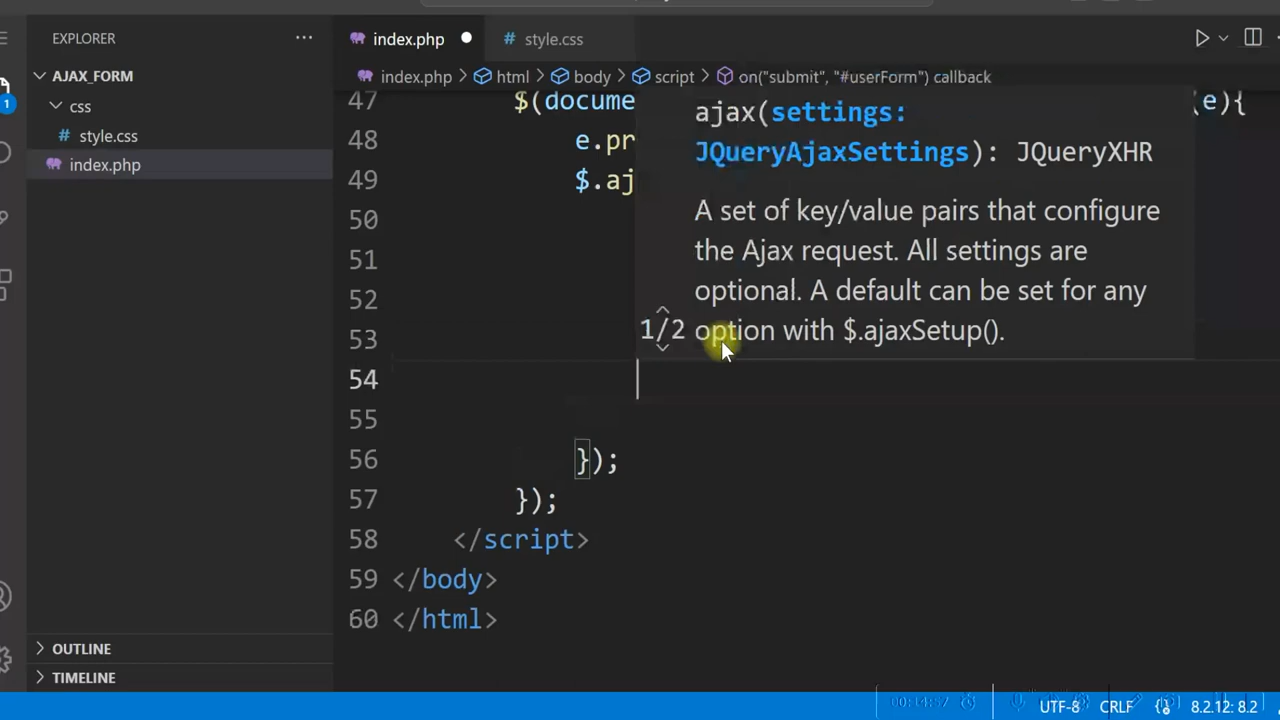 EXPLORER ...
AJAX_FORM
css
style.css
index.php
OUTLINE
TIMELINE
1
index.php
style.css
index.php > html > body > script > on("submit", "#userForm") callback
47 $(docume (e){
48 e.pr
49 $.aj
50
51
52
53
54
55
56 });
57 });
58 </script>
59 </body>
60 </html>
ajax(settings:
JQueryAjaxSettings): JQueryXHR
A set of key/value pairs that configure
the Ajax request. All settings are
optional. A default can be set for any
1/2 option with $.ajaxSetup().
UTF-8 CRLF 8.2.12: 8.2